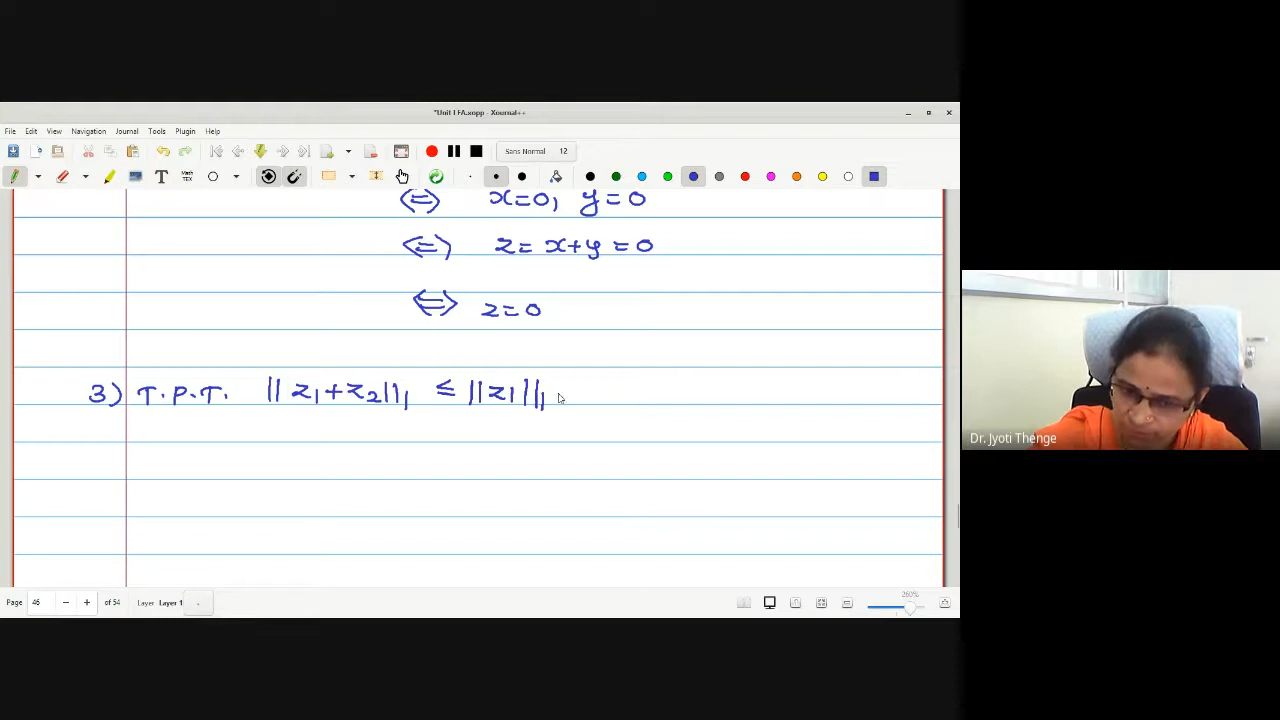 *Unit I FA.xopp - Xournal++
File Edit View Navigation Journal Tools Plugin Help
Sans Normal 12
⇔ x=0, y=0
⇔ z= x+y =0
⇔ z=0
3) T.P.T. ||z₁+z₂||₁ ≤ ||z₁||₁
Dr. Jyoti Thenge
Page 46 of 54 Layer Layer 1